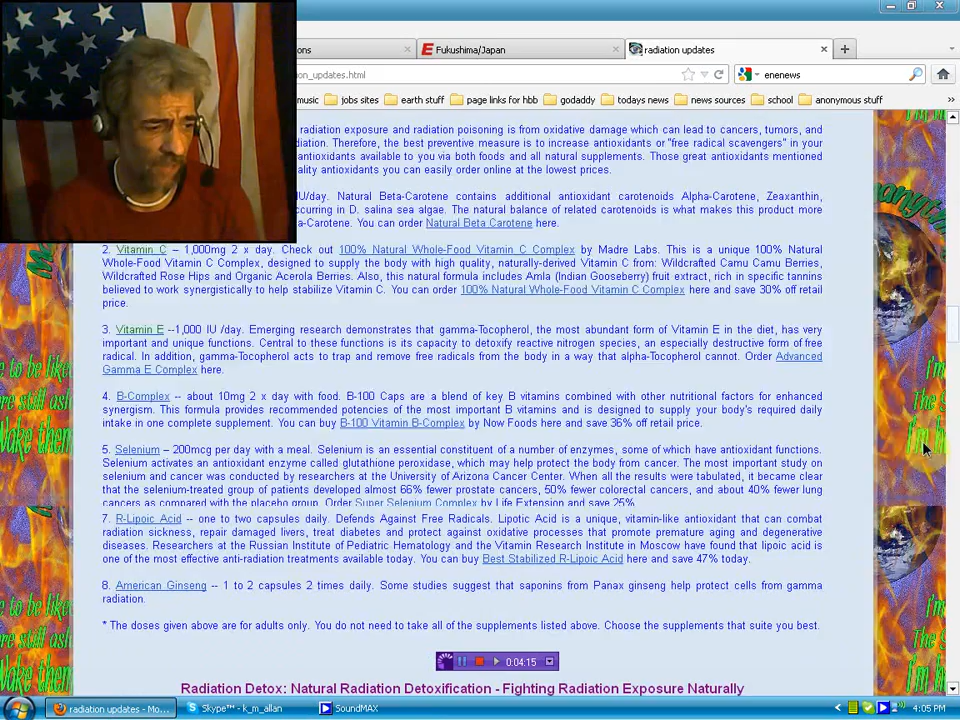 ons
Fukushima/Japan
radiation updates
on_updates.html
enenews
music
jobs sites
earth stuff
page links for hbb
godaddy
todays news
news sources
school
anonymous stuff
»
radiation exposure and radiation poisoning is from oxidative damage which can lead to cancers, tumors, and
diation. Therefore, the best preventive measure is to increase antioxidants or "free radical scavengers" in your
antioxidants available to you via both foods and all natural supplements. Those great antioxidants mentioned
ality antioxidants you can easily order online at the lowest prices.
IU/day. Natural Beta-Carotene contains additional antioxidant carotenoids Alpha-Carotene, Zeaxanthin,
occurring in D. salina sea algae. The natural balance of related carotenoids is what makes this product more
a-Carotene. You can order Natural Beta Carotene here.
2. Vitamin C – 1,000mg 2 x day. Check out 100% Natural Whole-Food Vitamin C Complex by Madre Labs. This is a unique 100% Natural
Whole-Food Vitamin C Complex, designed to supply the body with high quality, naturally-derived Vitamin C from: Wildcrafted Camu Camu Berries,
Wildcrafted Rose Hips and Organic Acerola Berries. Also, this natural formula includes Amla (Indian Gooseberry) fruit extract, rich in specific tannins
believed to work synergistically to help stabilize Vitamin C. You can order 100% Natural Whole-Food Vitamin C Complex here and save 30% off retail
price.
3. Vitamin E --1,000 IU /day. Emerging research demonstrates that gamma-Tocopherol, the most abundant form of Vitamin E in the diet, has very
important and unique functions. Central to these functions is its capacity to detoxify reactive nitrogen species, an especially destructive form of free
radical. In addition, gamma-Tocopherol acts to trap and remove free radicals from the body in a way that alpha-Tocopherol cannot. Order Advanced
Gamma E Complex here.
4. B-Complex -- about 10mg 2 x day with food. B-100 Caps are a blend of key B vitamins combined with other nutritional factors for enhanced
synergism. This formula provides recommended potencies of the most important B vitamins and is designed to supply your body's required daily
intake in one complete supplement. You can buy B-100 Vitamin B-Complex by Now Foods here and save 36% off retail price.
5. Selenium – 200mcg per day with a meal. Selenium is an essential constituent of a number of enzymes, some of which have antioxidant functions.
Selenium activates an antioxidant enzyme called glutathione peroxidase, which may help protect the body from cancer. The most important study on
selenium and cancer was conducted by researchers at the University of Arizona Cancer Center. When all the results were tabulated, it became clear
that the selenium-treated group of patients developed almost 66% fewer prostate cancers, 50% fewer colorectal cancers, and about 40% fewer lung
cancers as compared with the placebo group. Order Super Selenium Complex by Life Extension and save 25%
7. R-Lipoic Acid -- one to two capsules daily. Defends Against Free Radicals. Lipotic Acid is a unique, vitamin-like antioxidant that can combat
radiation sickness, repair damaged livers, treat diabetes and protect against oxidative processes that promote premature aging and degenerative
diseases. Researchers at the Russian Institute of Pediatric Hematology and the Vitamin Research Institute in Moscow have found that lipoic acid is
one of the most effective anti-radiation treatments available today. You can buy Best Stabilized R-Lipoic Acid here and save 47% today.
8. American Ginseng -- 1 to 2 capsules 2 times daily. Some studies suggest that saponins from Panax ginseng help protect cells from gamma
radiation.
* The doses given above are for adults only. You do not need to take all of the supplements listed above. Choose the supplements that suite you best.
0:04:15
Radiation Detox: Natural Radiation Detoxification - Fighting Radiation Exposure Naturally
radiation updates - Mo...
Skype™ - k_m_allan
SoundMAX
4:05 PM